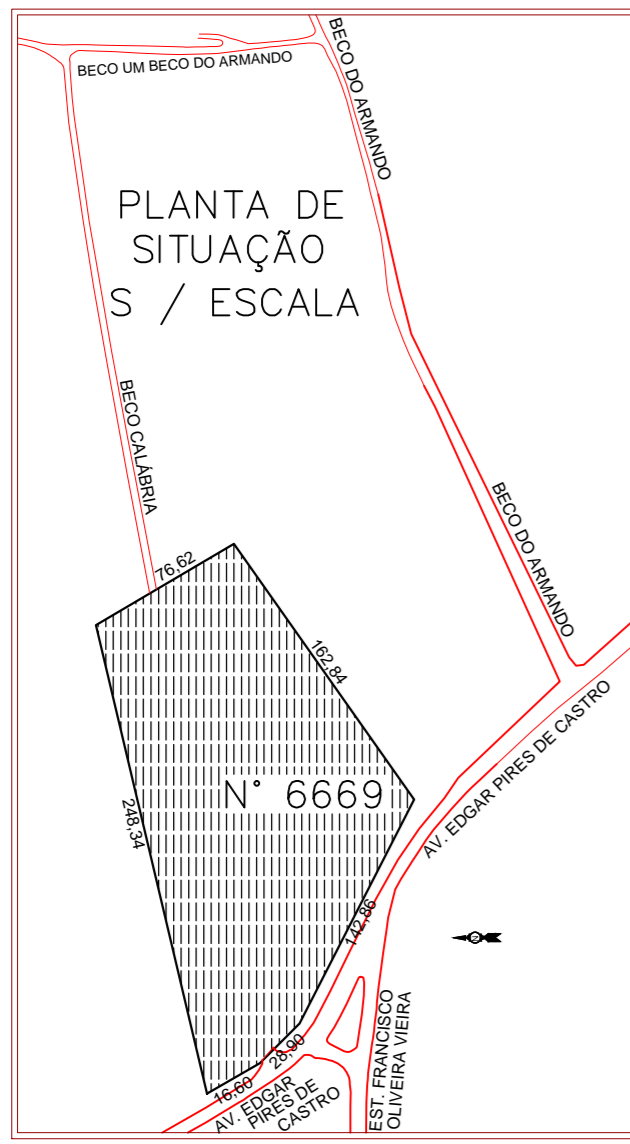 BECO UM BECO DO ARMANDO
BECO DO ARMANDO
PLANTA DE
SITUAÇÃO
S / ESCALA
BECO CALÁBRIA
BECO DO ARMANDO
76,62
162,84
AV. EDGAR PIRES DE CASTRO
N° 6669
248,34
142,86
N
EST. FRANCISCO
OLIVEIRA VIEIRA
28,90
16,60
AV. EDGAR
PIRES DE
CASTRO